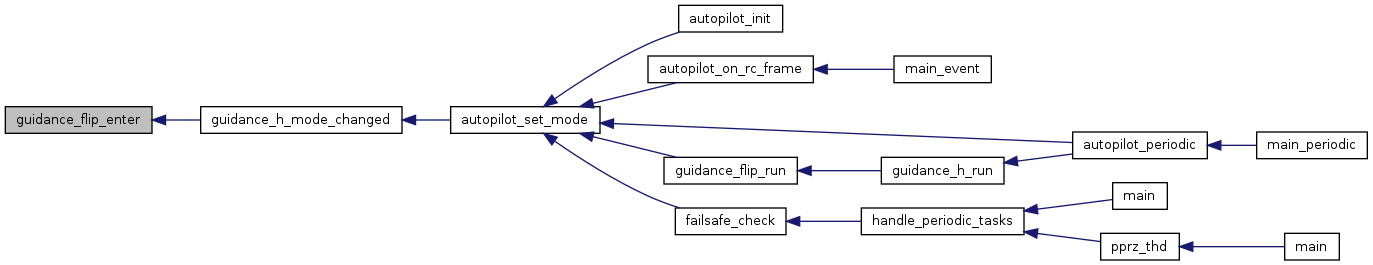 autopilot_init
autopilot_on_rc_frame
main_event
guidance_flip_enter
guidance_h_mode_changed
autopilot_set_mode
autopilot_periodic
main_periodic
guidance_flip_run
guidance_h_run
main
failsafe_check
handle_periodic_tasks
pprz_thd
main